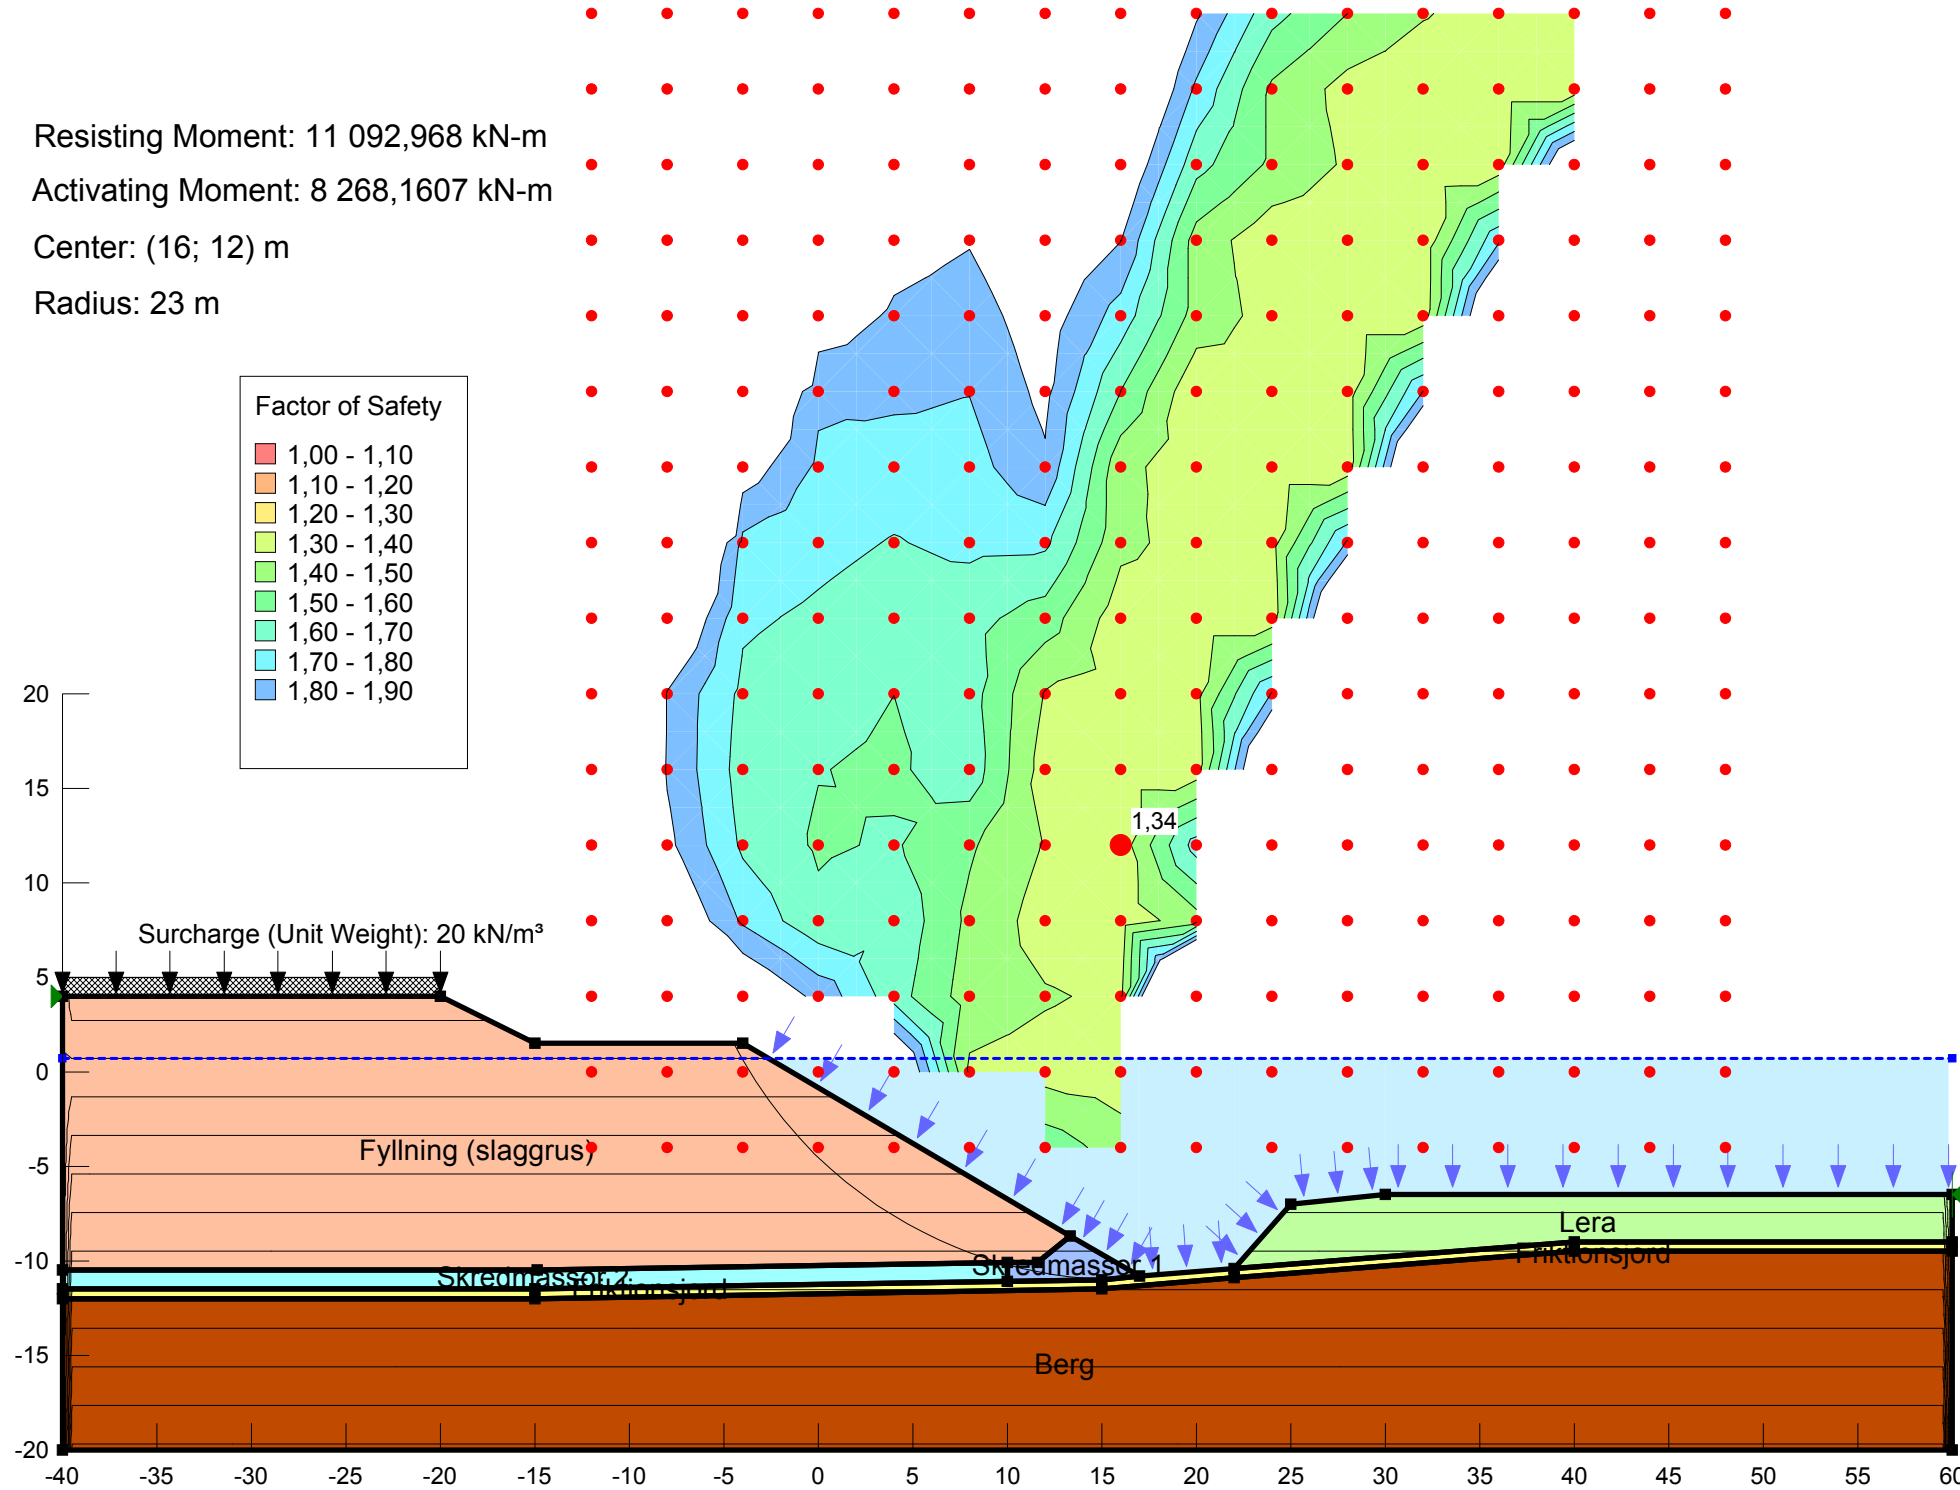 Resisting Moment: 11 092,968 kN-m
Activating Moment: 8 268,1607 kN-m
Center: (16; 12) m
Radius: 23 m
Factor of Safety
1,00 - 1,10
1,10 - 1,20
1,20 - 1,30
1,30 - 1,40
1,40 - 1,50
1,50 - 1,60
1,60 - 1,70
1,70 - 1,80
1,80 - 1,90
1,34
Surcharge (Unit Weight): 20 kN/m³
20
15
10
5
0
-5
-10
-15
-20
Fyllning (slaggrus)
Lera
Friktionsjord
Skredmassor 1
Skredmassor 2
Friktionsjord
Berg
-40 -35 -30 -25 -20 -15 -10 -5 0 5 10 15 20 25 30 35 40 45 50 55 60